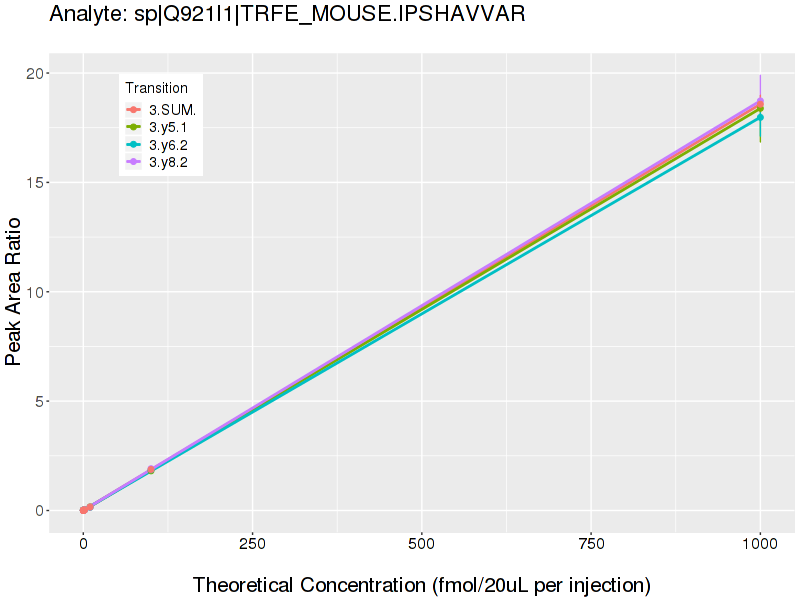 Analyte: sp|Q921I1|TRFE_MOUSE.IPSHAVVAR
Transition
3.SUM.
3.y5.1
3.y6.2
3.y8.2
Peak Area Ratio
20
15
10
5
0
0 250 500 750 1000
Theoretical Concentration (fmol/20uL per injection)